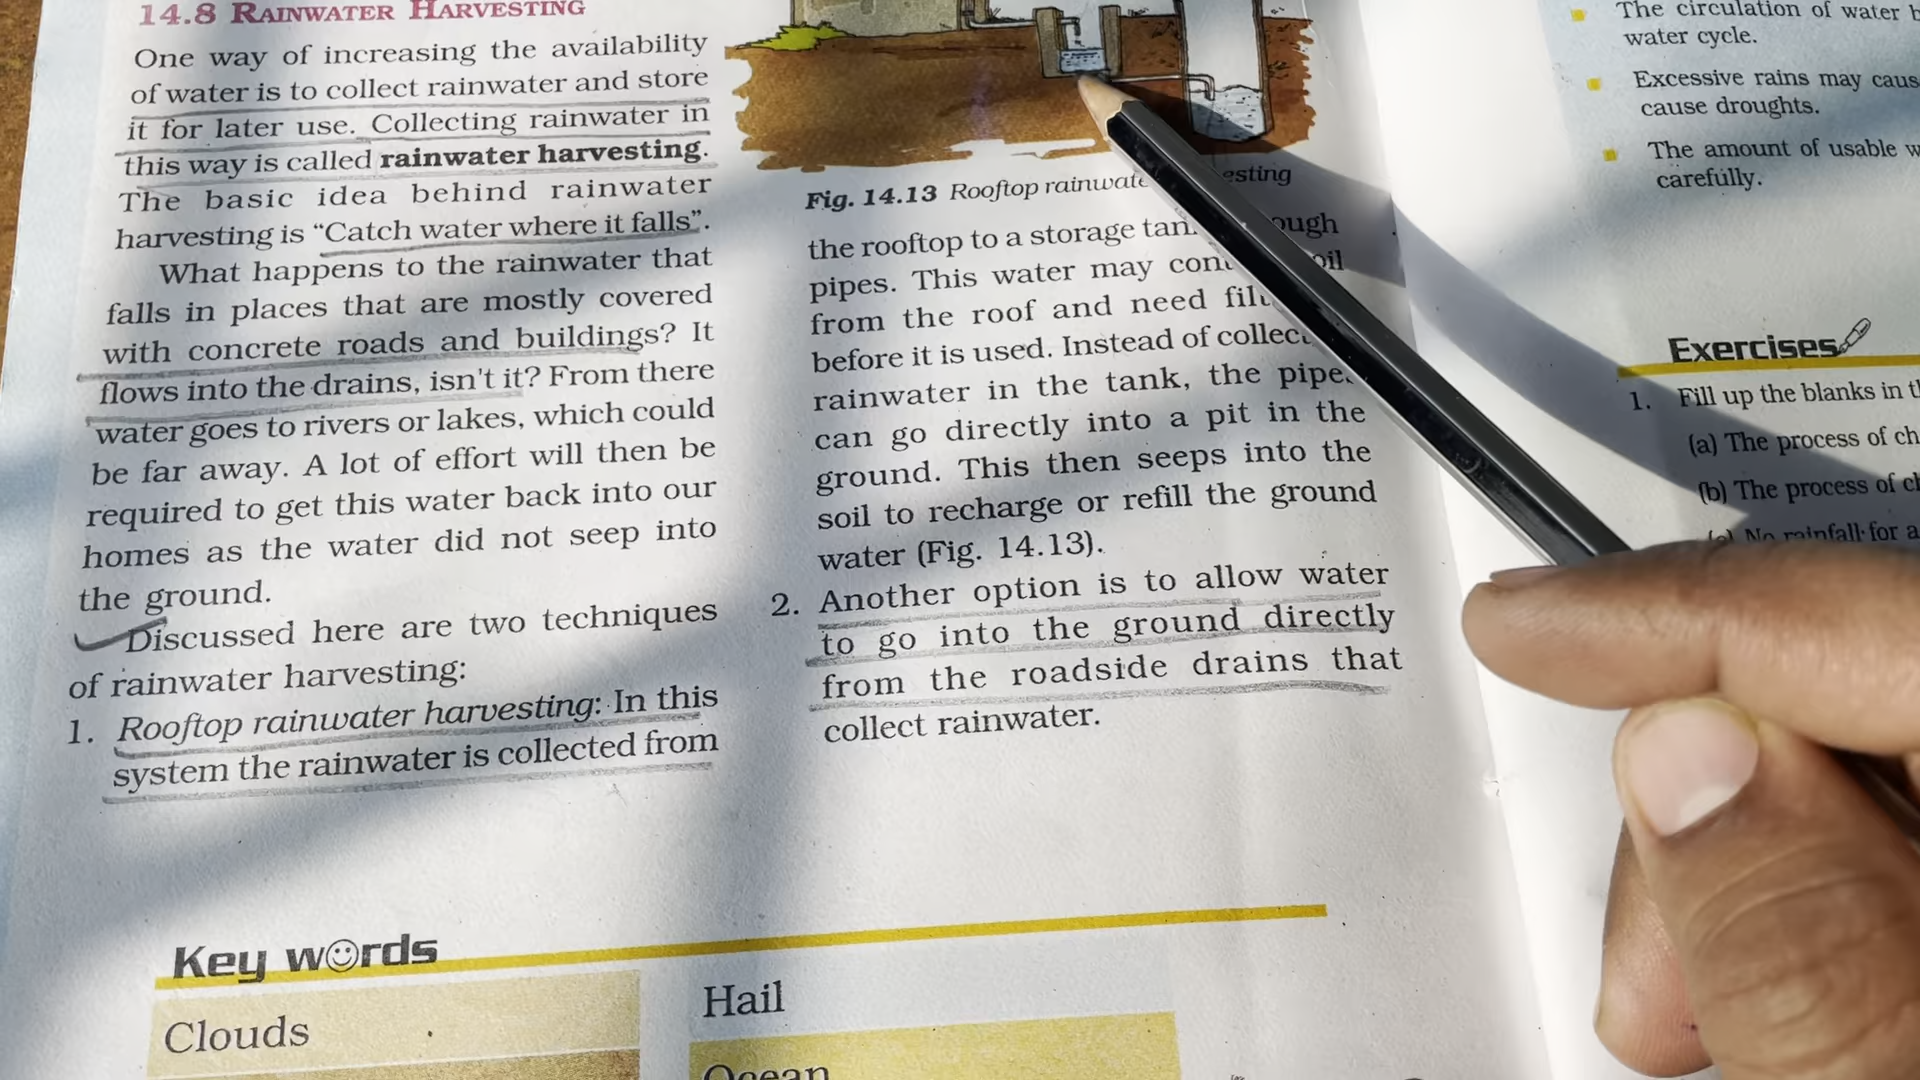 14.8 RAINWATER HARVESTING
One way of increasing the availability
of water is to collect rainwater and store
it for later use. Collecting rainwater in
this way is called rainwater harvesting.
The basic idea behind rainwater
harvesting is “Catch water where it falls”.
What happens to the rainwater that
falls in places that are mostly covered
with concrete roads and buildings? It
flows into the drains, isn't it? From there
water goes to rivers or lakes, which could
be far away. A lot of effort will then be
required to get this water back into our
homes as the water did not seep into
the ground.
Discussed here are two techniques
of rainwater harvesting:
1. Rooftop rainwater harvesting: In this
system the rainwater is collected from
Fig. 14.13 Rooftop
the rooftop to a storage
pipes. This water may
from the roof and need
before it is used. Instead of
rainwater in the tank, the
can go directly into a pit in the
ground. This then seeps into the
soil to recharge or refill the ground
water (Fig. 14.13).
2. Another option is to allow water
to go into the ground directly
from the roadside drains that
collect rainwater.
Key words
Clouds
Hail
Ocean
The circulation of water
water cycle.
Excessive rains may
cause droughts.
The amount of usable
carefully.
Exercises
1. Fill up the blanks in
(a) The process of
(b) The process of
No rainfall for a